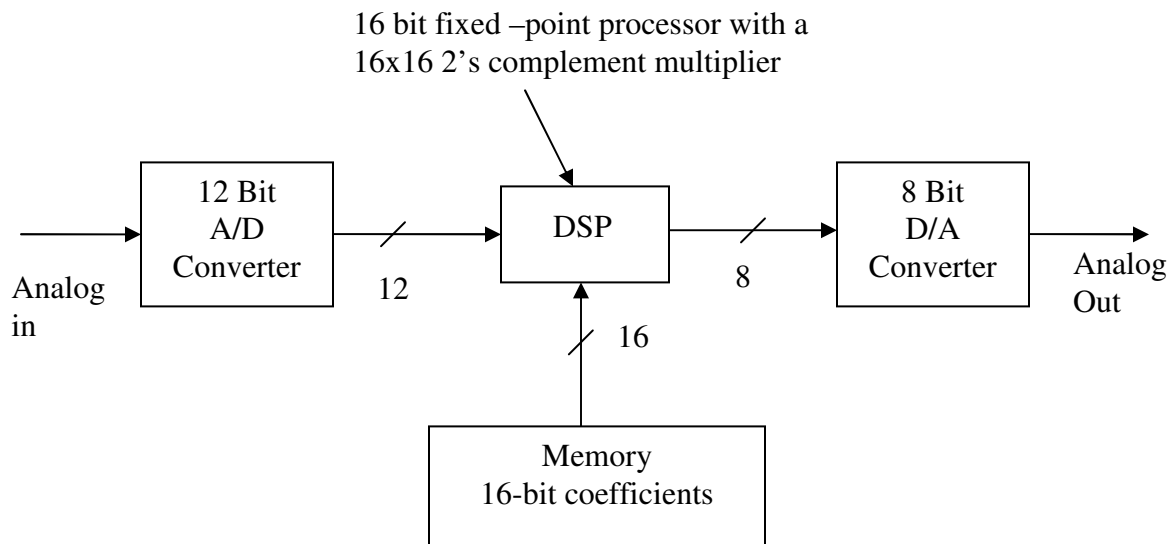 16 bit fixed –point processor with a
16x16 2’s complement multiplier
12 Bit
A/D
Converter
DSP
8 Bit
D/A
Converter
Analog
in
12
8
Analog
Out
16
Memory
16-bit coefficients